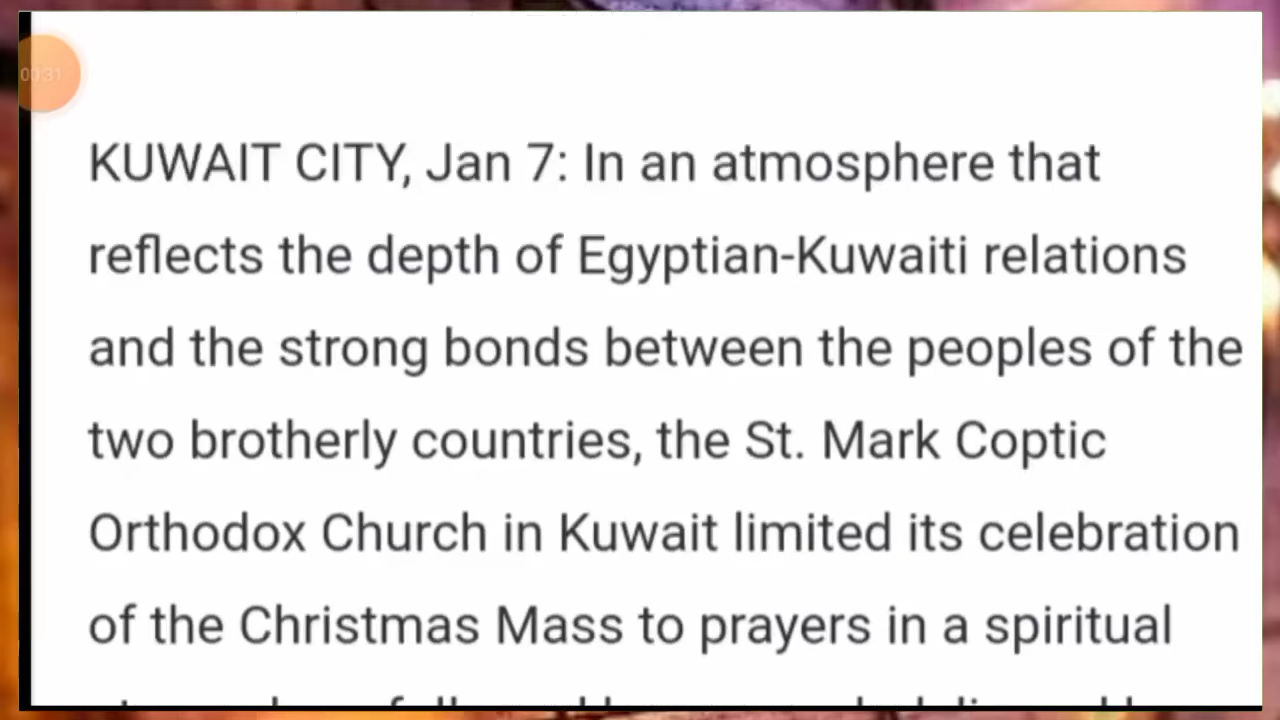 00:31
KUWAIT CITY, Jan 7: In an atmosphere that
reflects the depth of Egyptian-Kuwaiti relations
and the strong bonds between the peoples of the
two brotherly countries, the St. Mark Coptic
Orthodox Church in Kuwait limited its celebration
of the Christmas Mass to prayers in a spiritual